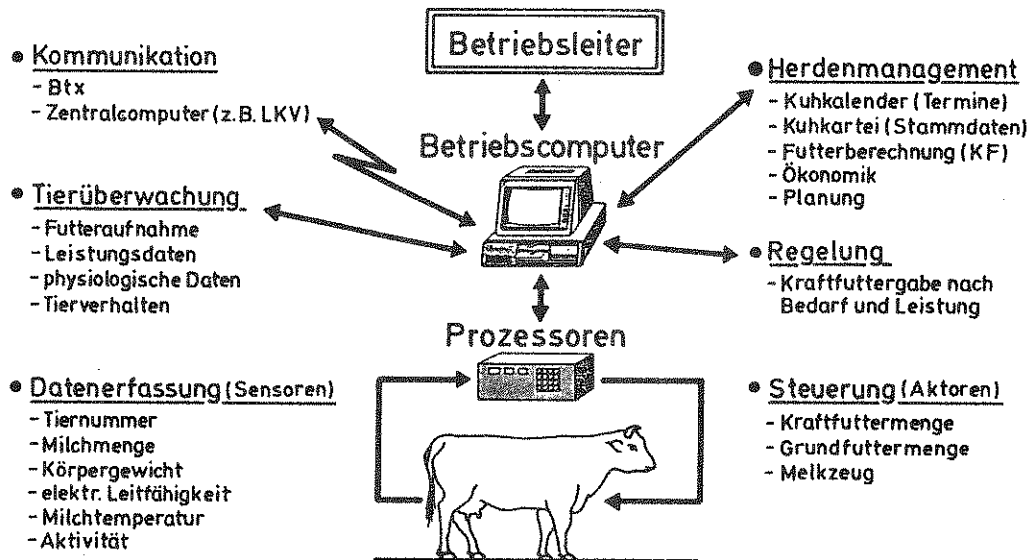 Betriebsleiter
• Kommunikation
- Btx
- Zentralcomputer (z.B. LKV)
• Tierüberwachung
- Futteraufnahme
- Leistungsdaten
- physiologische Daten
- Tierverhalten
• Datenerfassung (Sensoren)
- Tiernummer
- Milchmenge
- Körpergewicht
- elektr. Leitfähigkeit
- Milchtemperatur
- Aktivität
Betriebscomputer
Prozessoren
• Herdenmanagement
- Kuhkalender (Termine)
- Kuhkartei (Stammdaten)
- Futterberechnung (KF)
- Ökonomik
- Planung
• Regelung
- Kraftfuttergabe nach
Bedarf und Leistung
• Steuerung (Aktoren)
- Kraftfuttermenge
- Grundfuttermenge
- Melkzeug